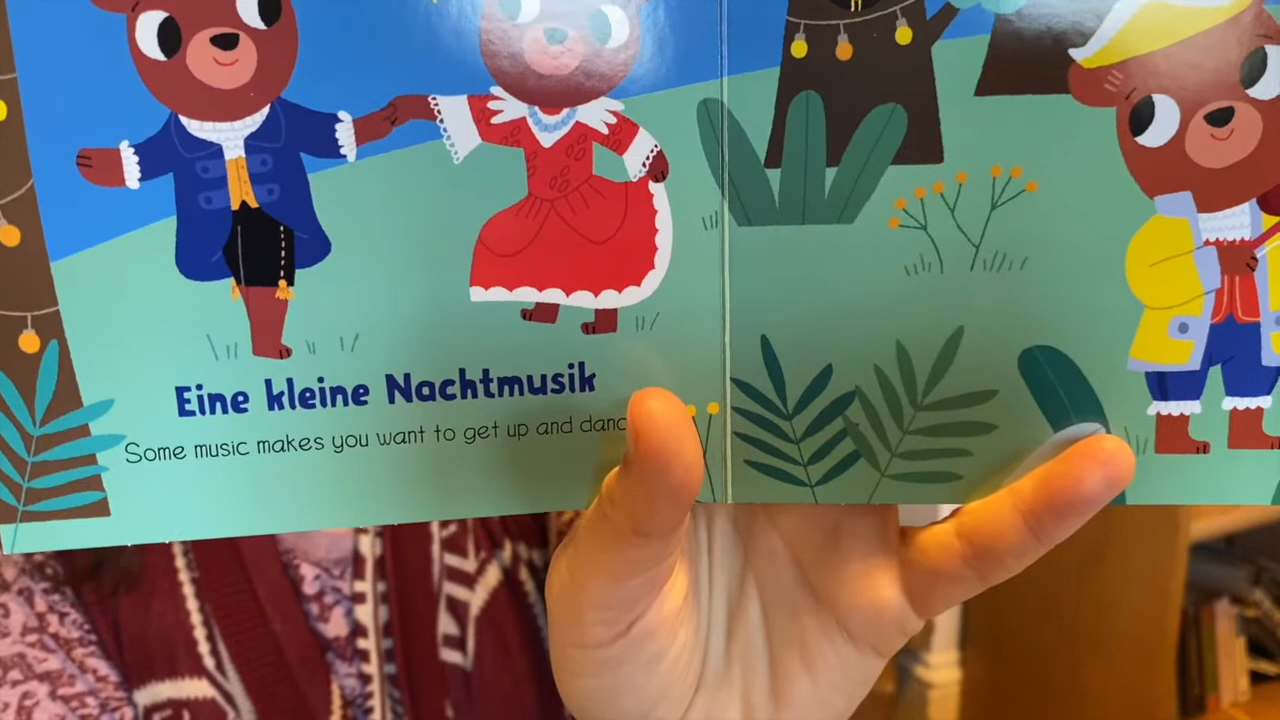 Eine kleine Nachtmusik
Some music makes you want to get up and danc